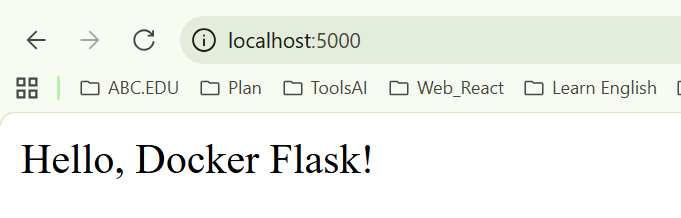 localhost:5000
ABC.EDU Plan ToolsAI Web_React Learn English
Hello, Docker Flask!